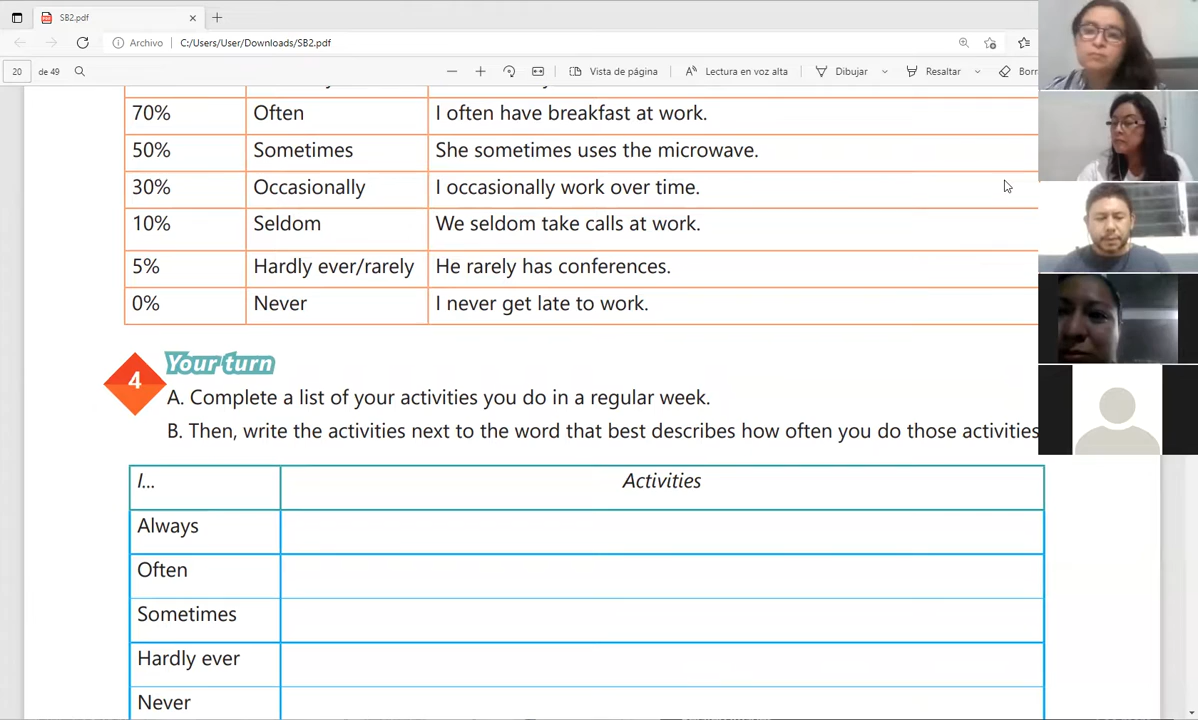 SB2.pdf
Archivo C:/Users/User/Downloads/SB2.pdf
20 de 49 Vista de página Lectura en voz alta Dibujar Resaltar Borr
70% Often I often have breakfast at work.
50% Sometimes She sometimes uses the microwave.
30% Occasionally I occasionally work over time.
10% Seldom We seldom take calls at work.
5% Hardly ever/rarely He rarely has conferences.
0% Never I never get late to work.
4 Your turn
A. Complete a list of your activities you do in a regular week.
B. Then, write the activities next to the word that best describes how often you do those activities
I... Activities
Always
Often
Sometimes
Hardly ever
Never